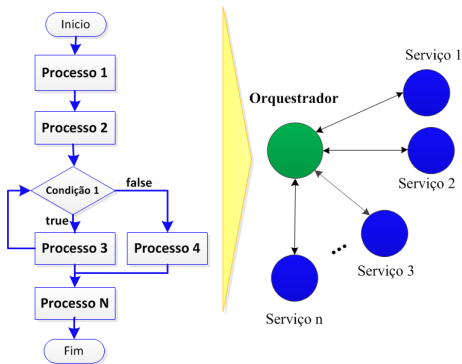 Inicio
Processo 1
Processo 2
Condição 1
false
true
Processo 3
Processo 4
Processo N
Fim
Orquestrador
Serviço 1
Serviço 2
Serviço 3
...
Serviço n